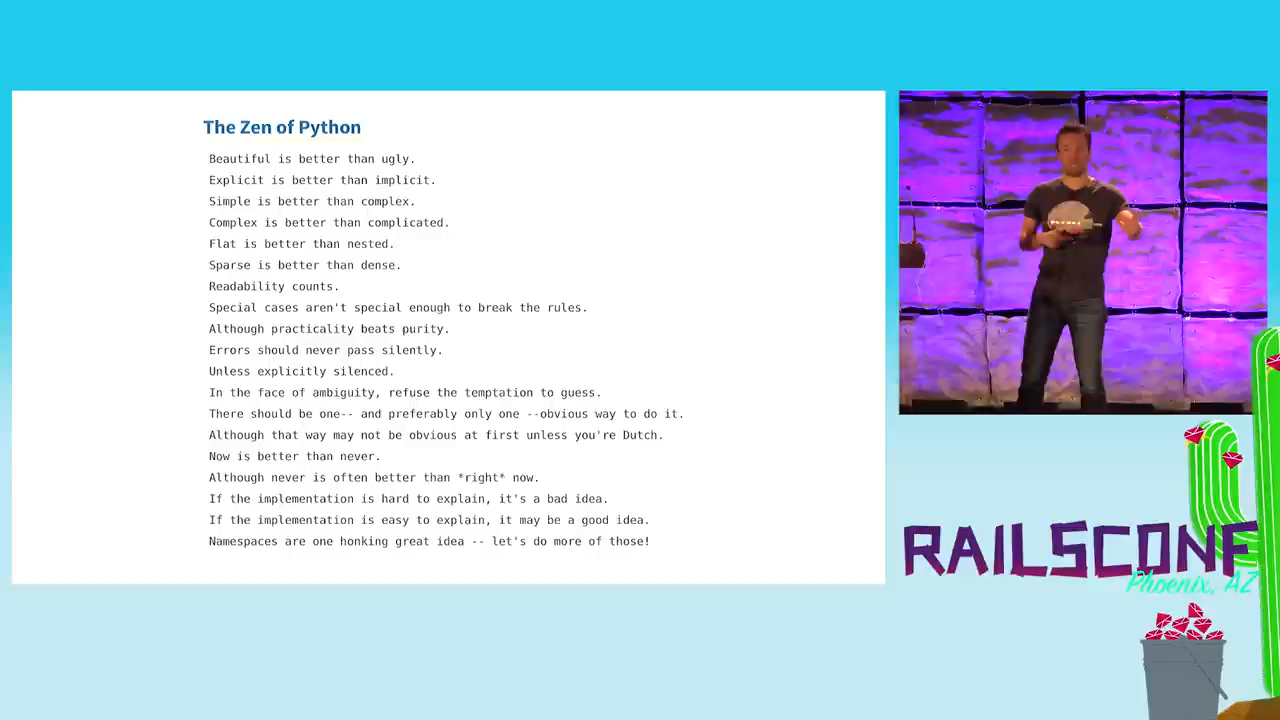 The Zen of Python
Beautiful is better than ugly.
Explicit is better than implicit.
Simple is better than complex.
Complex is better than complicated.
Flat is better than nested.
Sparse is better than dense.
Readability counts.
Special cases aren't special enough to break the rules.
Although practicality beats purity.
Errors should never pass silently.
Unless explicitly silenced.
In the face of ambiguity, refuse the temptation to guess.
There should be one-- and preferably only one --obvious way to do it.
Although that way may not be obvious at first unless you're Dutch.
Now is better than never.
Although never is often better than *right* now.
If the implementation is hard to explain, it's a bad idea.
If the implementation is easy to explain, it may be a good idea.
Namespaces are one honking great idea -- let's do more of those!
RAILSCONF
Phoenix, AZ